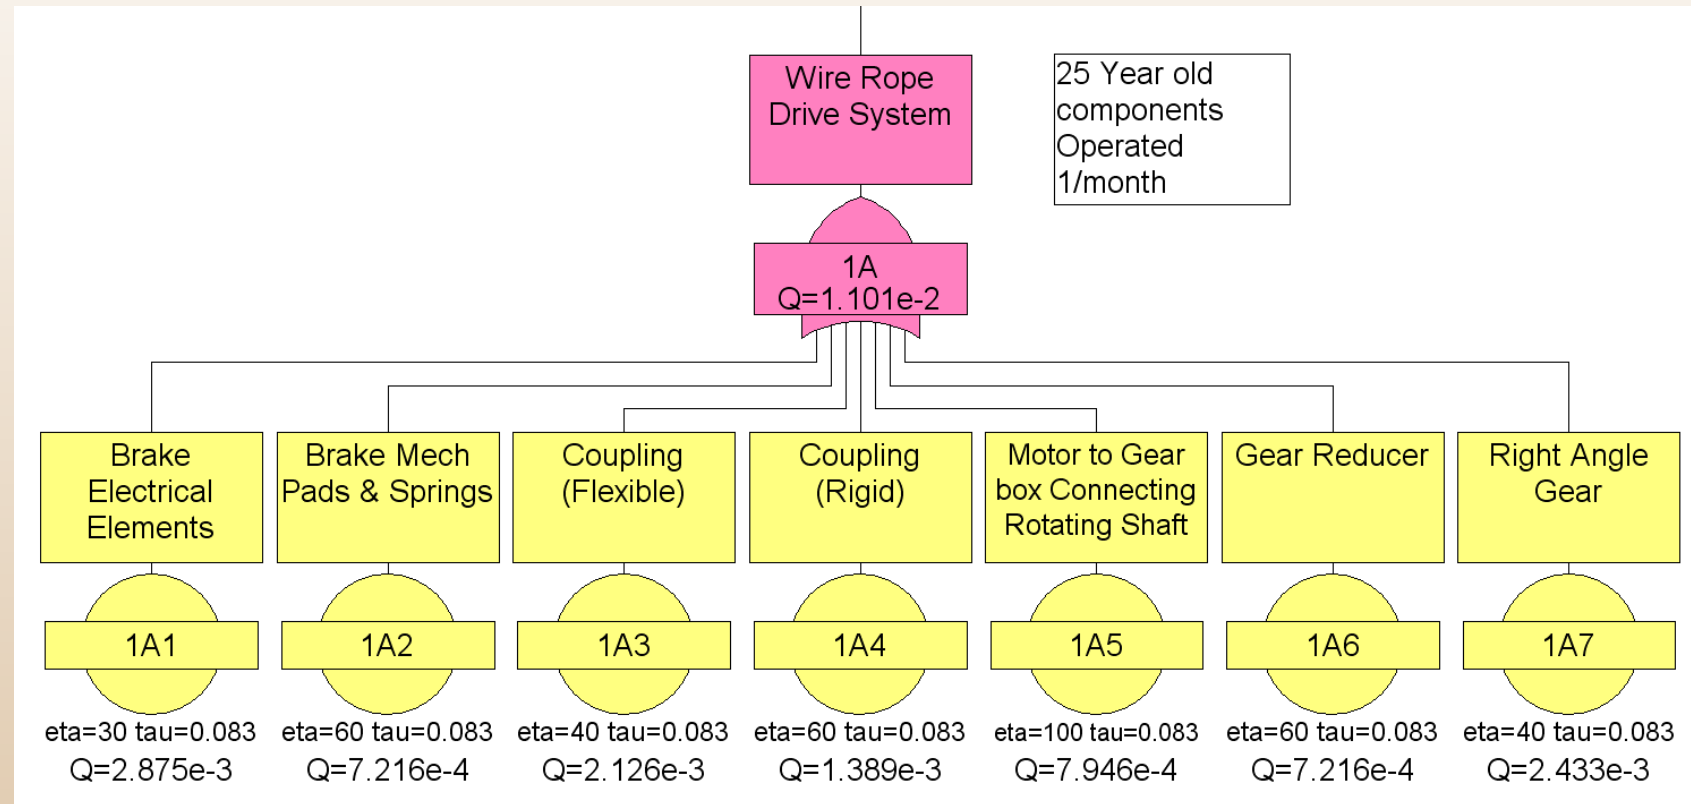 Wire Rope
Drive System
25 Year old
components
Operated
1/month
1A
Q=1.101e-2
Brake
Electrical
Elements
Brake Mech
Pads & Springs
Coupling
(Flexible)
Coupling
(Rigid)
Motor to Gear
box Connecting
Rotating Shaft
Gear Reducer
Right Angle
Gear
1A1
1A2
1A3
1A4
1A5
1A6
1A7
eta=30 tau=0.083
eta=60 tau=0.083
eta=40 tau=0.083
eta=60 tau=0.083
eta=100 tau=0.083
eta=60 tau=0.083
eta=40 tau=0.083
Q=2.875e-3
Q=7.216e-4
Q=2.126e-3
Q=1.389e-3
Q=7.946e-4
Q=7.216e-4
Q=2.433e-3